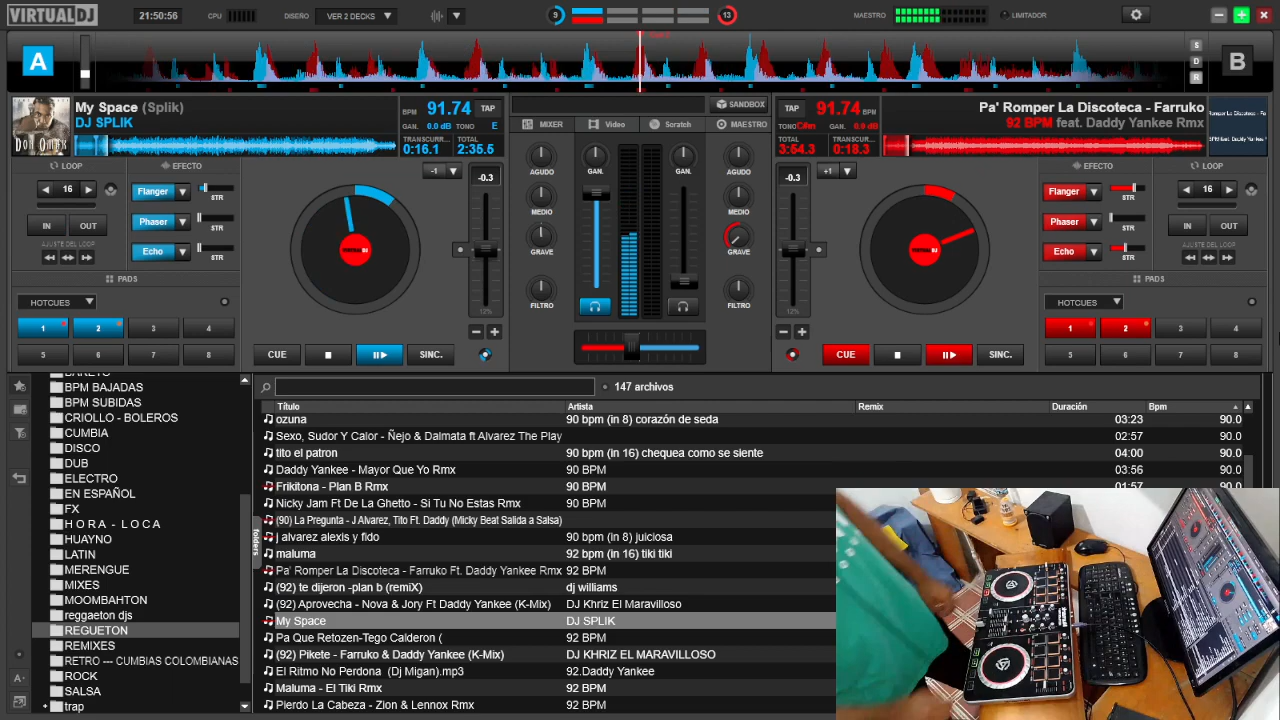 VIRTUALDJ
21:50:56
CPU
DISEÑO
VER 2 DECKS
9
13
MAESTRO
LIMITADOR
A
S
D
R
B
My Space (Splik)
DJ SPLIK
BPM 91.74 TAP
GAN. 0.0 dB TONO E
TRANSCURR... TOTAL
0:16.1 2:35.5
SANDBOX
MIXER Video Scratch MAESTRO
TAP 91.74 BPM
TONO C#m GAN. 0.0 dB
TOTAL TRANSCUR...
3:54.3 0:18.3
Pa' Romper La Discoteca - Farruko
92 BPM feat. Daddy Yankee Rmx
LOOP
EFECTO
16
IN OUT
AJUSTE DEL LOOP
Flanger STR
Phaser STR
Echo STR
PADS
HOTCUES
1 2 3 4
5 6 7 8
-1
-0.3
12%
CUE SINC.
AGUDO GAN. GAN. AGUDO
MEDIO MEDIO
GRAVE GRAVE
FILTRO FILTRO
+1
-0.3
12%
CUE SINC.
EFECTO
LOOP
Flanger STR
Phaser STR
Echo STR
16
IN OUT
AJUSTE DEL LOOP
PADS
HOTCUES
1 2 3 4
5 6 7 8
BPM BAJADAS
BPM SUBIDAS
CRIOLLO - BOLEROS
CUMBIA
DISCO
DUB
ELECTRO
EN ESPAÑOL
FX
H O R A - L O C A
HUAYNO
LATIN
MERENGUE
MIXES
MOOMBAHTON
reggaeton djs
REGUETON
REMIXES
RETRO --- CUMBIAS COLOMBIANAS
ROCK
SALSA
trap
folders
147 archivos
Título Artista Remix Duración Bpm
ozuna 90 bpm (in 8) corazón de seda 03:23 90.0
Sexo, Sudor Y Calor - Ñejo & Dalmata ft Alvarez The Play 02:57 90.0
tito el patron 90 bpm (in 16) chequea como se siente 04:00 90.0
Daddy Yankee - Mayor Que Yo Rmx 90 BPM 03:56 90.0
Frikitona - Plan B Rmx 90 BPM 01:57 90.0
Nicky Jam Ft De La Ghetto - Si Tu No Estas Rmx 90 BPM
(90) La Pregunta - J Alvarez, Tito Ft. Daddy (Micky Beat Salida a Salsa)
j alvarez alexis y fido 90 bpm (in 8) juiciosa
maluma 92 bpm (in 16) tiki tiki
Pa' Romper La Discoteca - Farruko Ft. Daddy Yankee Rmx 92 BPM
(92) te dijeron -plan b (remiX) dj williams
(92) Aprovecha - Nova & Jory Ft Daddy Yankee (K-Mix) DJ Khriz El Maravilloso
My Space DJ SPLIK
Pa Que Retozen-Tego Calderon ( 92 BPM
(92) Pikete - Farruko & Daddy Yankee (K-Mix) DJ KHRIZ EL MARAVILLOSO
El Ritmo No Perdona (Dj Migan).mp3 92.Daddy Yankee
Maluma - El Tiki Rmx 92 BPM
Pierdo La Cabeza - Zion & Lennox Rmx 92 BPM